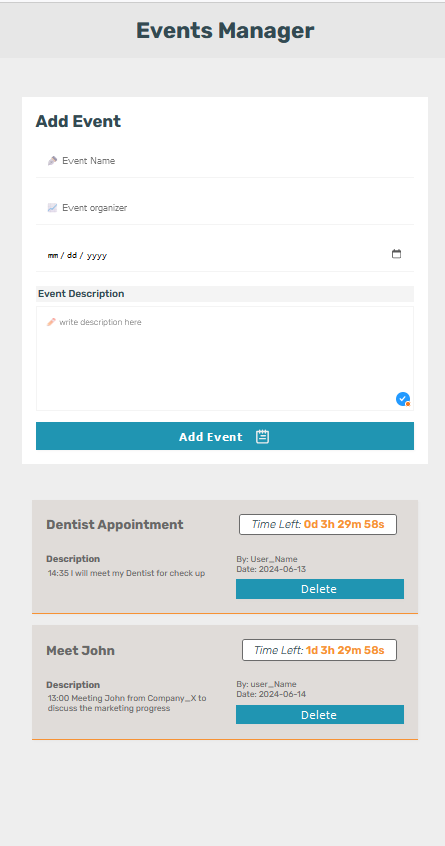 Events Manager
Add Event
Event Name
Event organizer
mm / dd / yyyy
Event Description
write description here
Add Event
Dentist Appointment
Time Left: 0d 3h 29m 58s
Description
14:35 I will meet my Dentist for check up
By: User_Name
Date: 2024-06-13
Delete
Meet John
Time Left: 1d 3h 29m 58s
Description
13:00 Meeting John from Company_X to
discuss the marketing progress
By: user_Name
Date: 2024-06-14
Delete